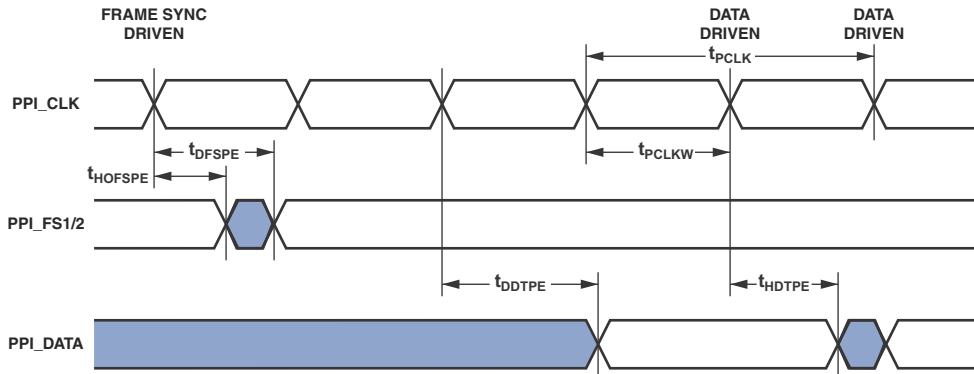 FRAME SYNC
DRIVEN
DATA
DRIVEN
DATA
DRIVEN
tPCLK
PPI_CLK
tDFSPE
tPCLKW
tHOFSPE
PPI_FS1/2
tDDTPE
tHDTPE
PPI_DATA